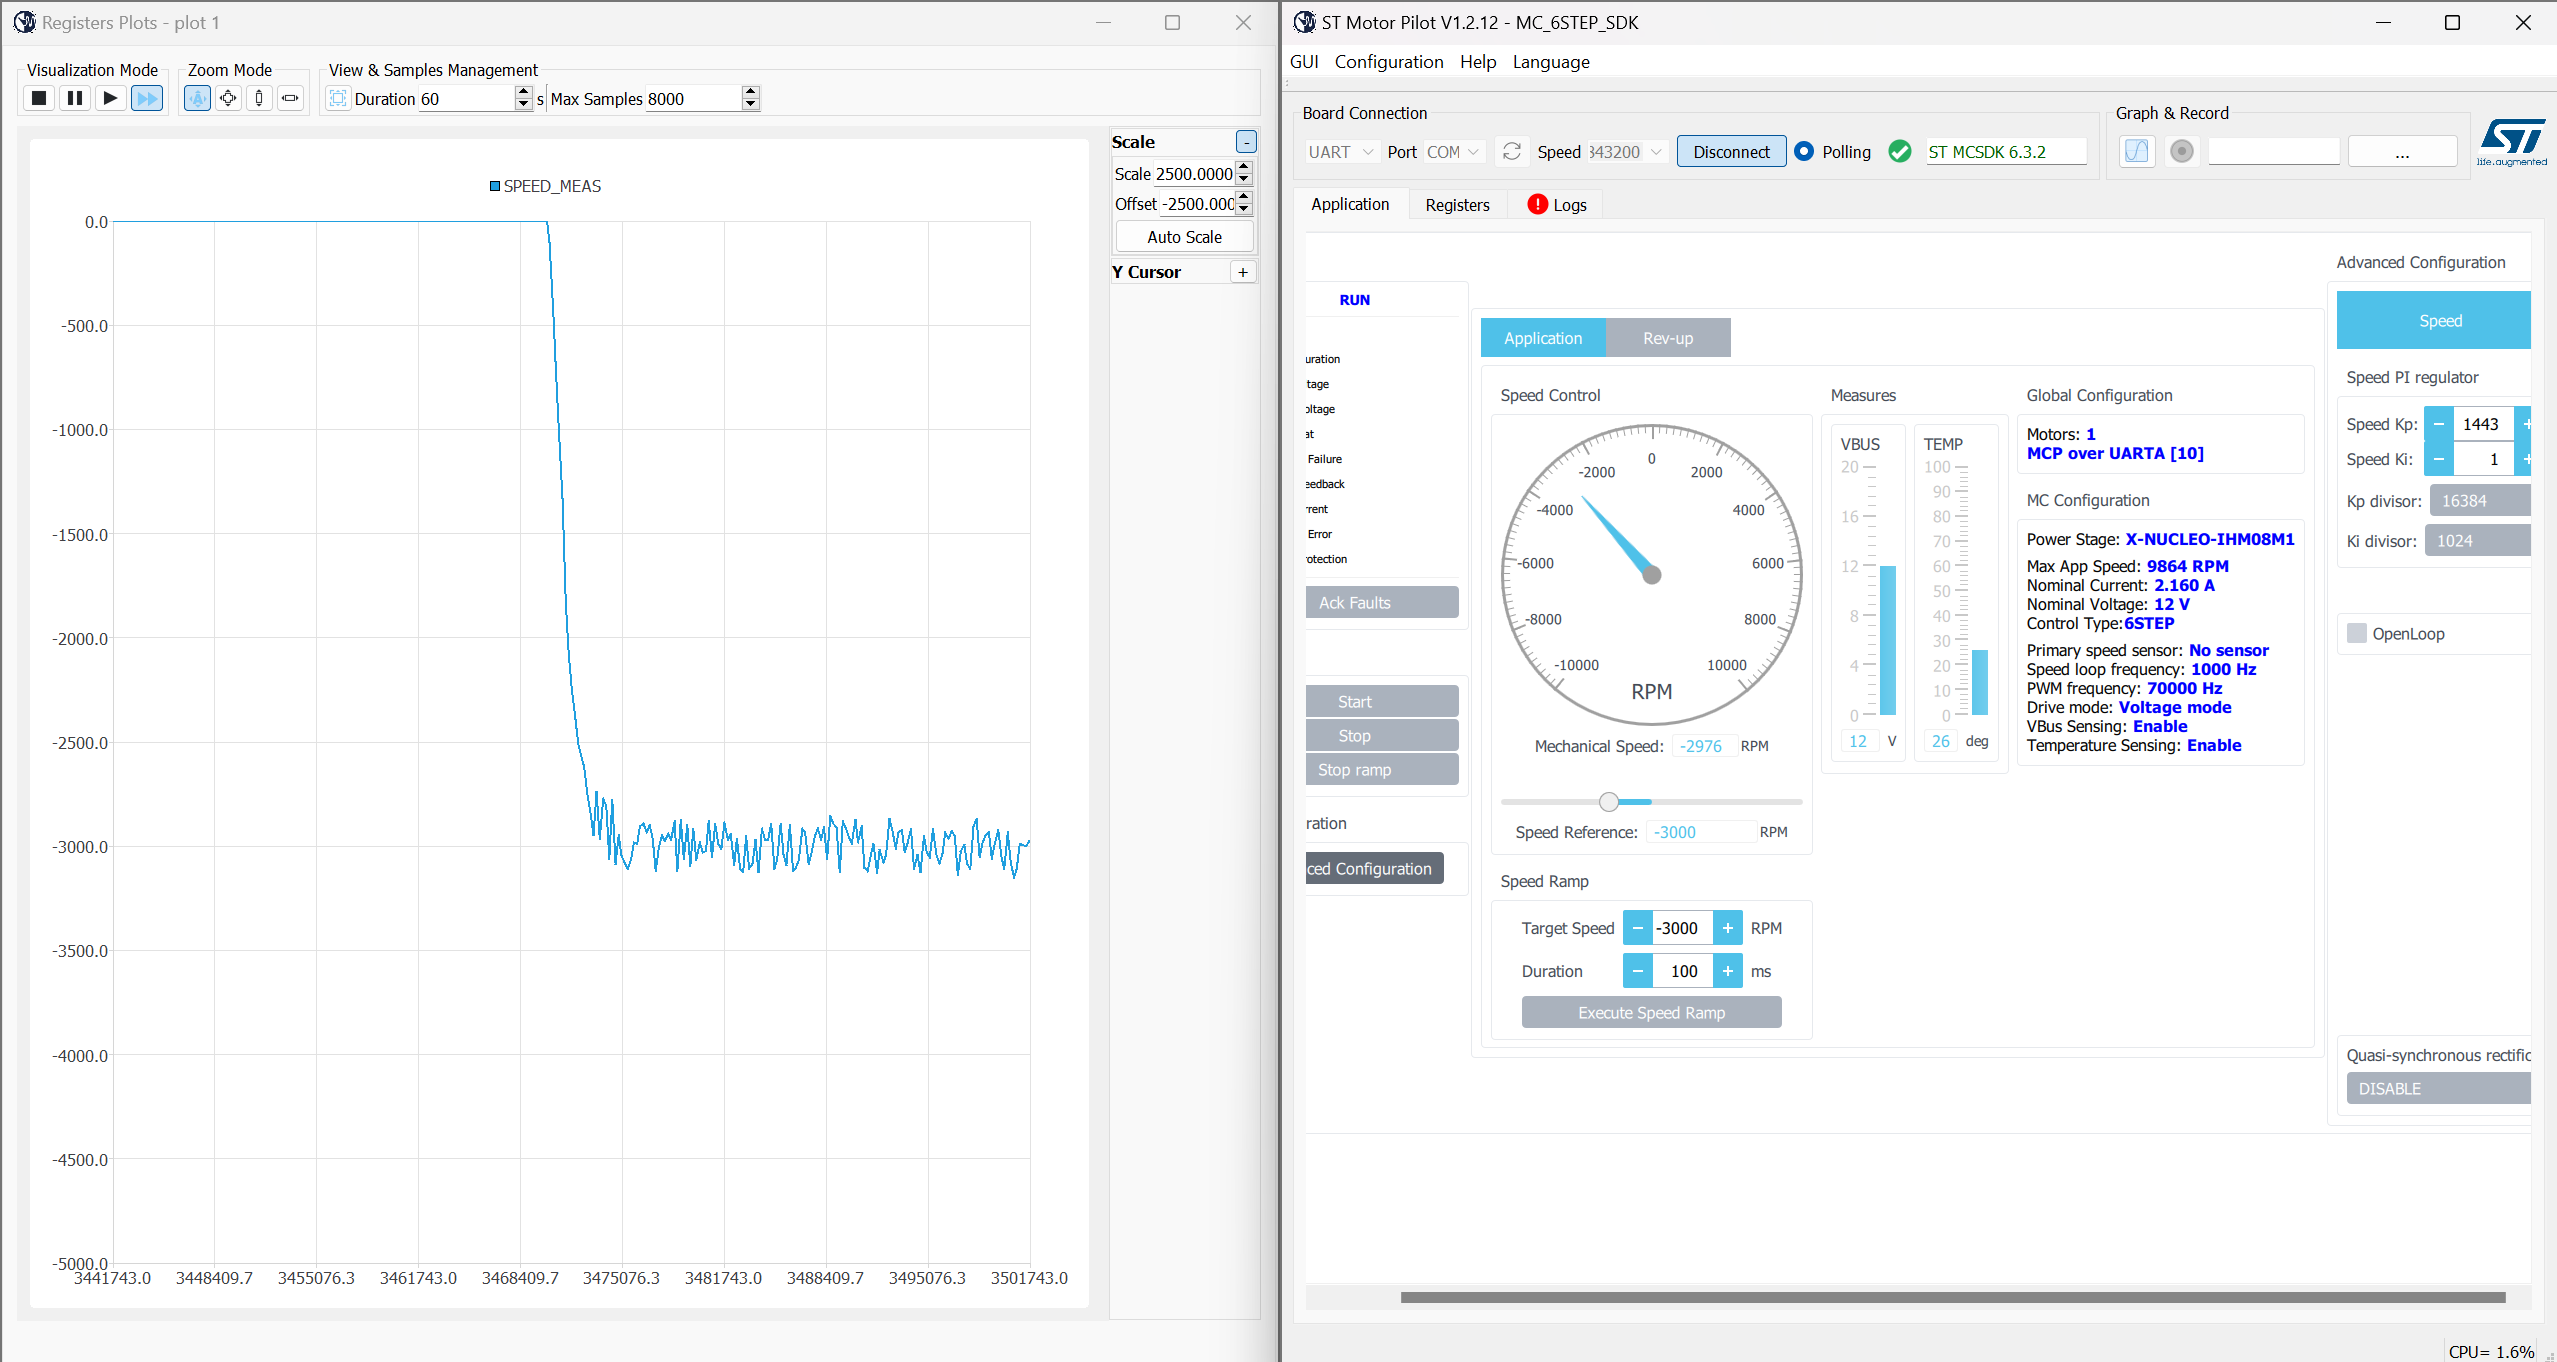 Registers Plots - plot 1
Visualization Mode
Zoom Mode
View & Samples Management
Duration 60 s
Max Samples 8000
SPEED_MEAS
0.0
-500.0
-1000.0
-1500.0
-2000.0
-2500.0
-3000.0
-3500.0
-4000.0
-4500.0
-5000.0
3441743.0 3448409.7 3455076.3 3461743.0 3468409.7 3475076.3 3481743.0 3488409.7 3495076.3 3501743.0
Scale -
Scale 2500.0000
Offset -2500.000
Auto Scale
Y Cursor +
ST Motor Pilot V1.2.12 - MC_6STEP_SDK
GUI Configuration Help Language
Board Connection
UART Port COM Speed 843200 Disconnect Polling ST MCSDK 6.3.2
Graph & Record
...
ST
life.augmented
Application Registers ! Logs
RUN
uration
tage
oltage
at
Failure
eedback
rrent
Error
rotection
Ack Faults
Start
Stop
Stop ramp
ration
ced Configuration
Application Rev-up
Speed Control
0
-2000 2000
-4000 4000
-6000 6000
-8000 8000
-10000 10000
RPM
Mechanical Speed: -2976 RPM
Speed Reference: -3000 RPM
Speed Ramp
Target Speed − -3000 + RPM
Duration − 100 + ms
Execute Speed Ramp
Measures
VBUS
20
16
12
8
4
0
12 V
TEMP
100
90
80
70
60
50
40
30
20
10
0
26 deg
Global Configuration
Motors: 1
MCP over UARTA [10]
MC Configuration
Power Stage: X-NUCLEO-IHM08M1
Max App Speed: 9864 RPM
Nominal Current: 2.160 A
Nominal Voltage: 12 V
Control Type:6STEP
Primary speed sensor: No sensor
Speed loop frequency: 1000 Hz
PWM frequency: 70000 Hz
Drive mode: Voltage mode
VBus Sensing: Enable
Temperature Sensing: Enable
Advanced Configuration
Speed
Speed PI regulator
Speed Kp: − 1443 +
Speed Ki: − 1 +
Kp divisor: 16384
Ki divisor: 1024
OpenLoop
Quasi-synchronous rectific
DISABLE
CPU= 1.6%